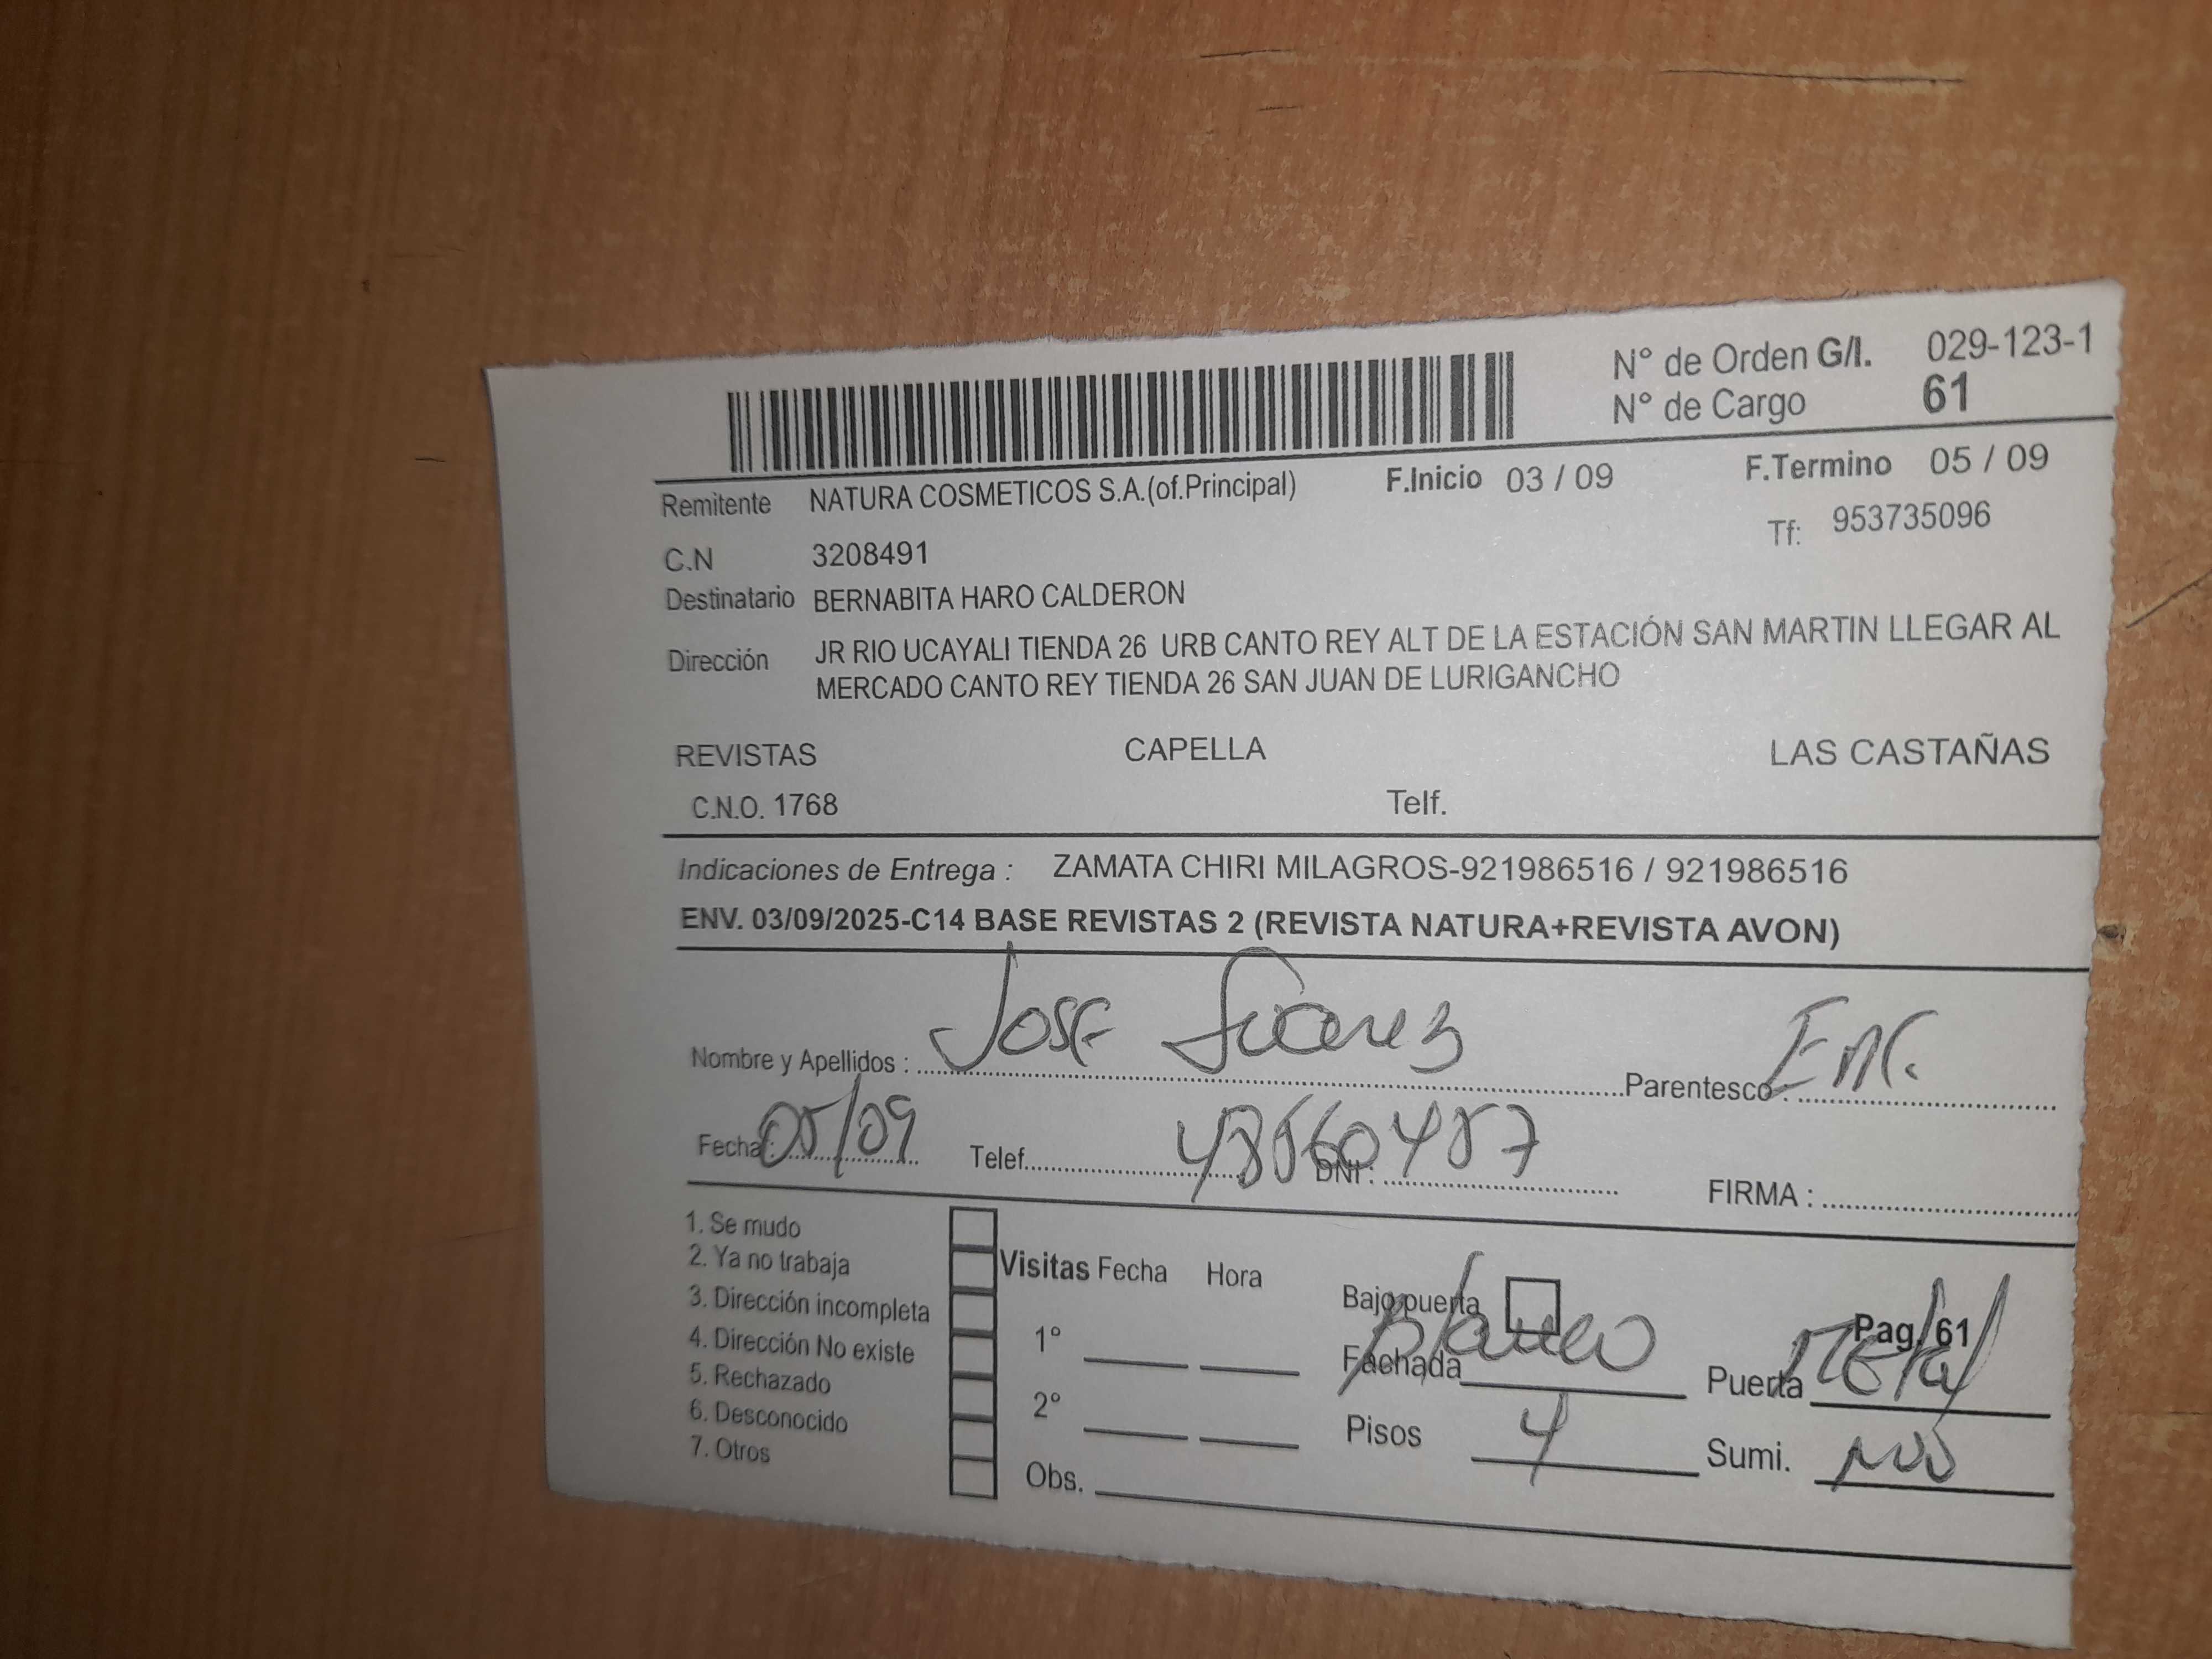 N° de Orden G/I. 029-123-1
N° de Cargo 61
Remitente NATURA COSMETICOS S.A.(of.Principal) F.Inicio 03 / 09 F.Termino 05 / 09
C.N 3208491 Tf: 953735096
Destinatario BERNABITA HARO CALDERON
Dirección JR RIO UCAYALI TIENDA 26 URB CANTO REY ALT DE LA ESTACIÓN SAN MARTIN LLEGAR AL
MERCADO CANTO REY TIENDA 26 SAN JUAN DE LURIGANCHO
REVISTAS CAPELLA LAS CASTAÑAS
C.N.O. 1768 Telf.
Indicaciones de Entrega : ZAMATA CHIRI MILAGROS-921986516 / 921986516
ENV. 03/09/2025-C14 BASE REVISTAS 2 (REVISTA NATURA+REVISTA AVON)
Nombre y Apellidos : Jose Suarez Parentesco : Enc.
Fecha : 05/09 Telef. DNI : FIRMA :
1. Se mudo
2. Ya no trabaja
3. Dirección incompleta
4. Dirección No existe
5. Rechazado
6. Desconocido
7. Otros
Visitas Fecha Hora
1°
2°
Obs.
Bajo puerta
Pag. 61
Fachada blanco Puerta Metal
Pisos 4 Sumi.